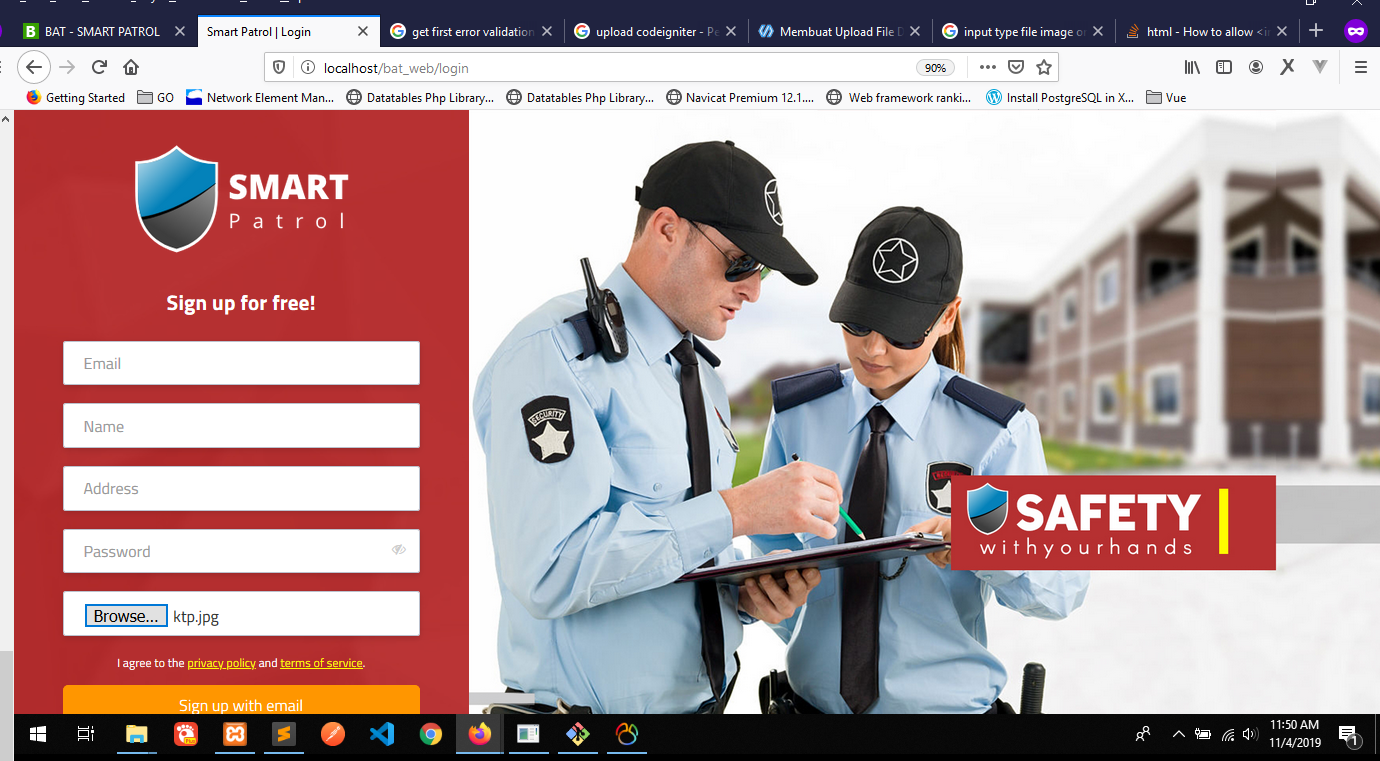 BAT - SMART PATROL
Smart Patrol | Login
get first error validation
upload codeigniter - Pe
Membuat Upload File D
input type file image o
html - How to allow <i
localhost/bat_web/login
90%
Getting Started
GO
Network Element Man...
Datatables Php Library...
Datatables Php Library...
Navicat Premium 12.1....
Web framework ranki...
Install PostgreSQL in X...
Vue
SMART
Patrol
Sign up for free!
Email
Name
Address
Password
Browse... ktp.jpg
I agree to the privacy policy and terms of service.
Sign up with email
SECURITY
SAFETY
withyourhands
11:50 AM
11/4/2019
1